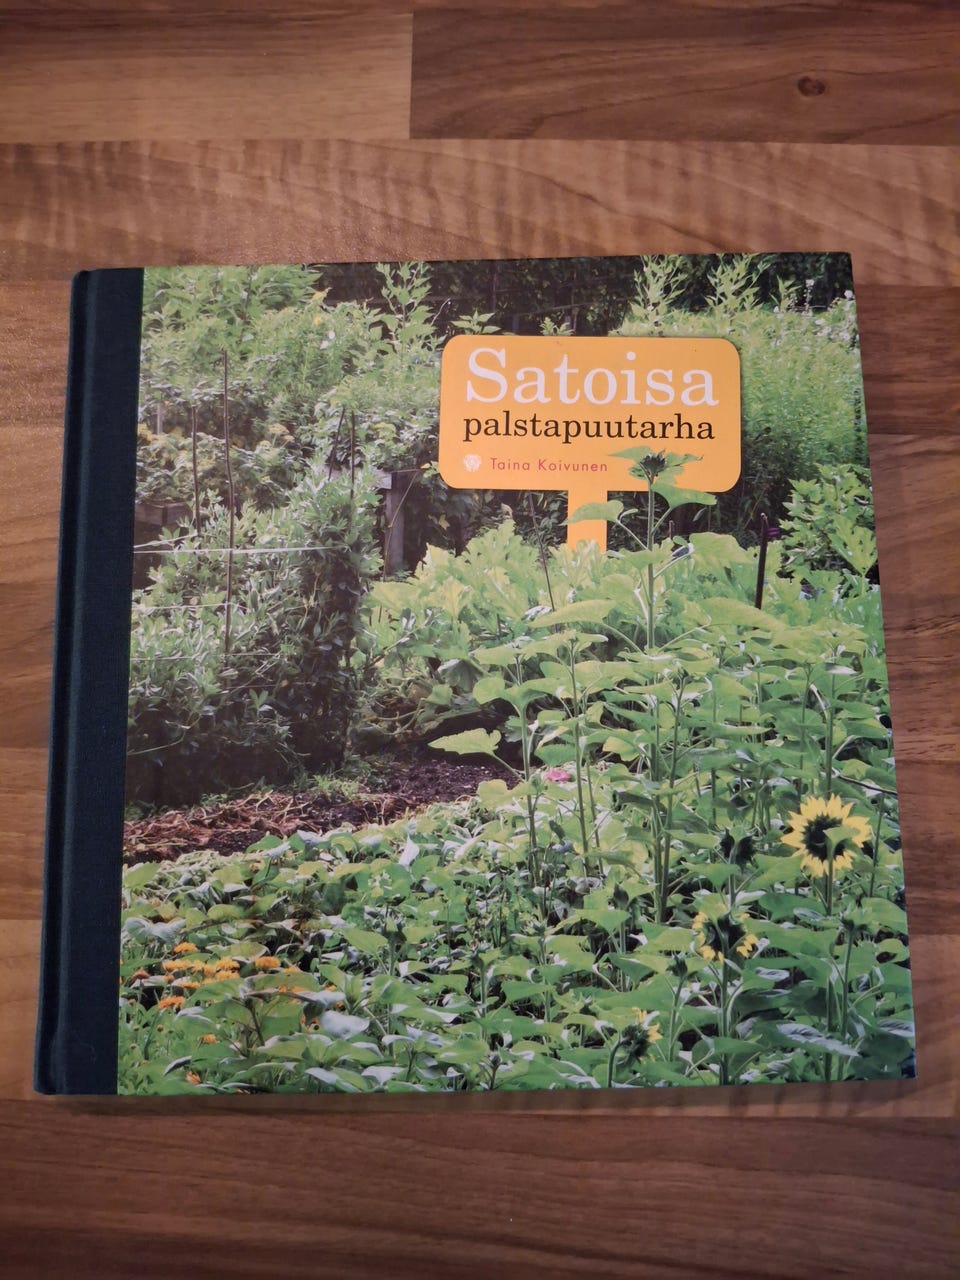 Satoisa
palstapuutarha
Taina Koivunen